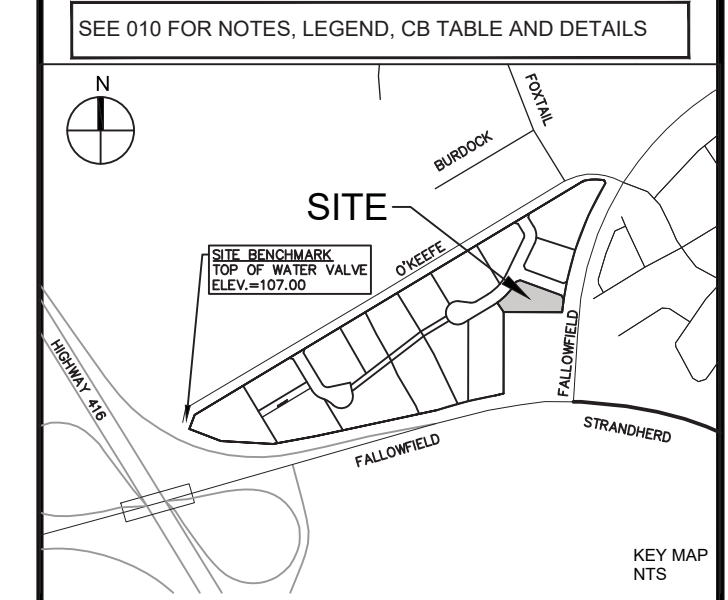 SEE 010 FOR NOTES, LEGEND, CB TABLE AND DETAILS
N
FOXTAIL
BURDOCK
SITE
O'KEEFE
SITE BENCHMARK
TOP OF WATER VALVE
ELEV.=107.00
HIGHWAY 416
FALLOWFIELD
STRANDHERD
FALLOWFIELD
KEY MAP
NTS